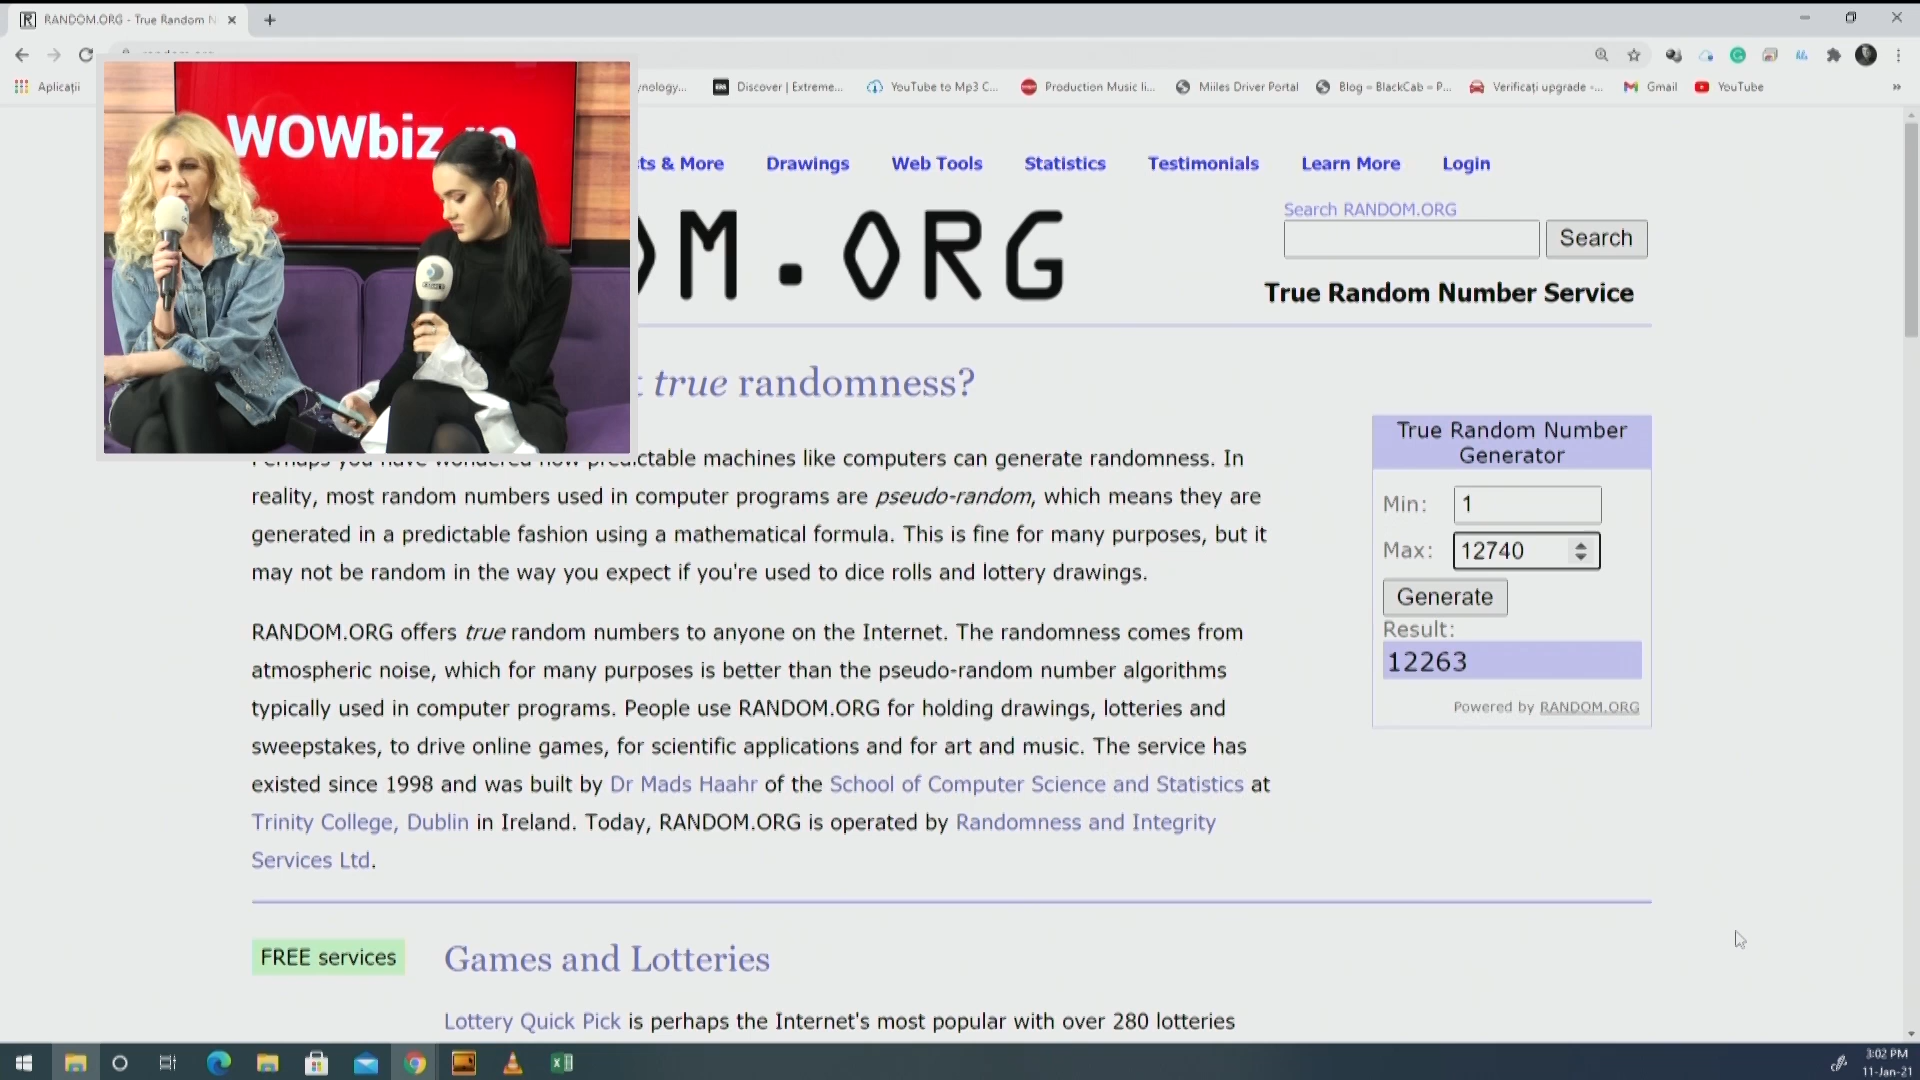 RANDOM.ORG - True Random N
Aplicații
ynology...
Discover | Extreme...
YouTube to Mp3 C...
Production Music li...
Miiles Driver Portal
Blog – BlackCab – P...
Verificați upgrade -...
Gmail
YouTube
WOWbiz.ro
sts & More
Drawings
Web Tools
Statistics
Testimonials
Learn More
Login
Search RANDOM.ORG
Search
OM.ORG
True Random Number Service
true randomness?
Perhaps you have wondered how predictable machines like computers can generate randomness. In
reality, most random numbers used in computer programs are pseudo-random, which means they are
generated in a predictable fashion using a mathematical formula. This is fine for many purposes, but it
may not be random in the way you expect if you're used to dice rolls and lottery drawings.
RANDOM.ORG offers true random numbers to anyone on the Internet. The randomness comes from
atmospheric noise, which for many purposes is better than the pseudo-random number algorithms
typically used in computer programs. People use RANDOM.ORG for holding drawings, lotteries and
sweepstakes, to drive online games, for scientific applications and for art and music. The service has
existed since 1998 and was built by Dr Mads Haahr of the School of Computer Science and Statistics at
Trinity College, Dublin in Ireland. Today, RANDOM.ORG is operated by Randomness and Integrity
Services Ltd.
True Random Number
Generator
Min: 1
Max: 12740
Generate
Result:
12263
Powered by RANDOM.ORG
FREE services
Games and Lotteries
Lottery Quick Pick is perhaps the Internet's most popular with over 280 lotteries
3:02 PM
11-Jan-21